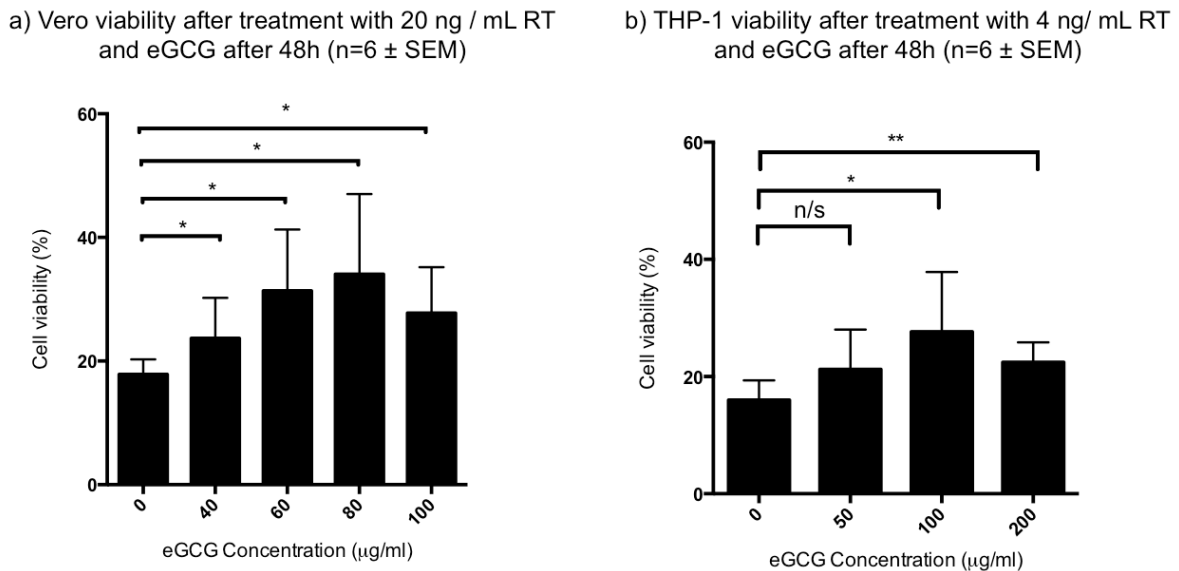 a) Vero viability after treatment with 20 ng / mL RT
and eGCG after 48h (n=6 ± SEM)
60
40
20
0
Cell viability (%)
*
*
*
*
0
40
60
80
100
eGCG Concentration (μg/ml)
b) THP-1 viability after treatment with 4 ng/ mL RT
and eGCG after 48h (n=6 ± SEM)
60
40
20
0
Cell viability (%)
**
*
n/s
0
50
100
200
eGCG Concentration (μg/ml)